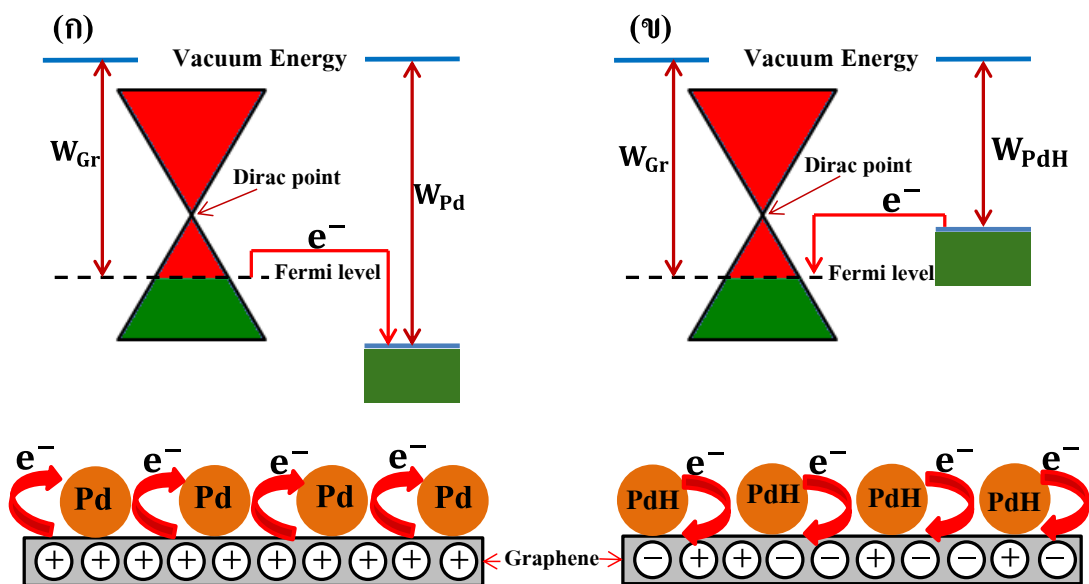 (ก)
Vacuum Energy
W_Gr
Dirac point
W_Pd
e⁻
Fermi level
e⁻ e⁻ e⁻ e⁻
Pd Pd Pd Pd
+ + + + + + + + + +
Graphene
(ข)
Vacuum Energy
W_Gr
W_PdH
Dirac point
e⁻
Fermi level
e⁻ e⁻ e⁻ e⁻
PdH PdH PdH PdH
− + + − − + − − + −